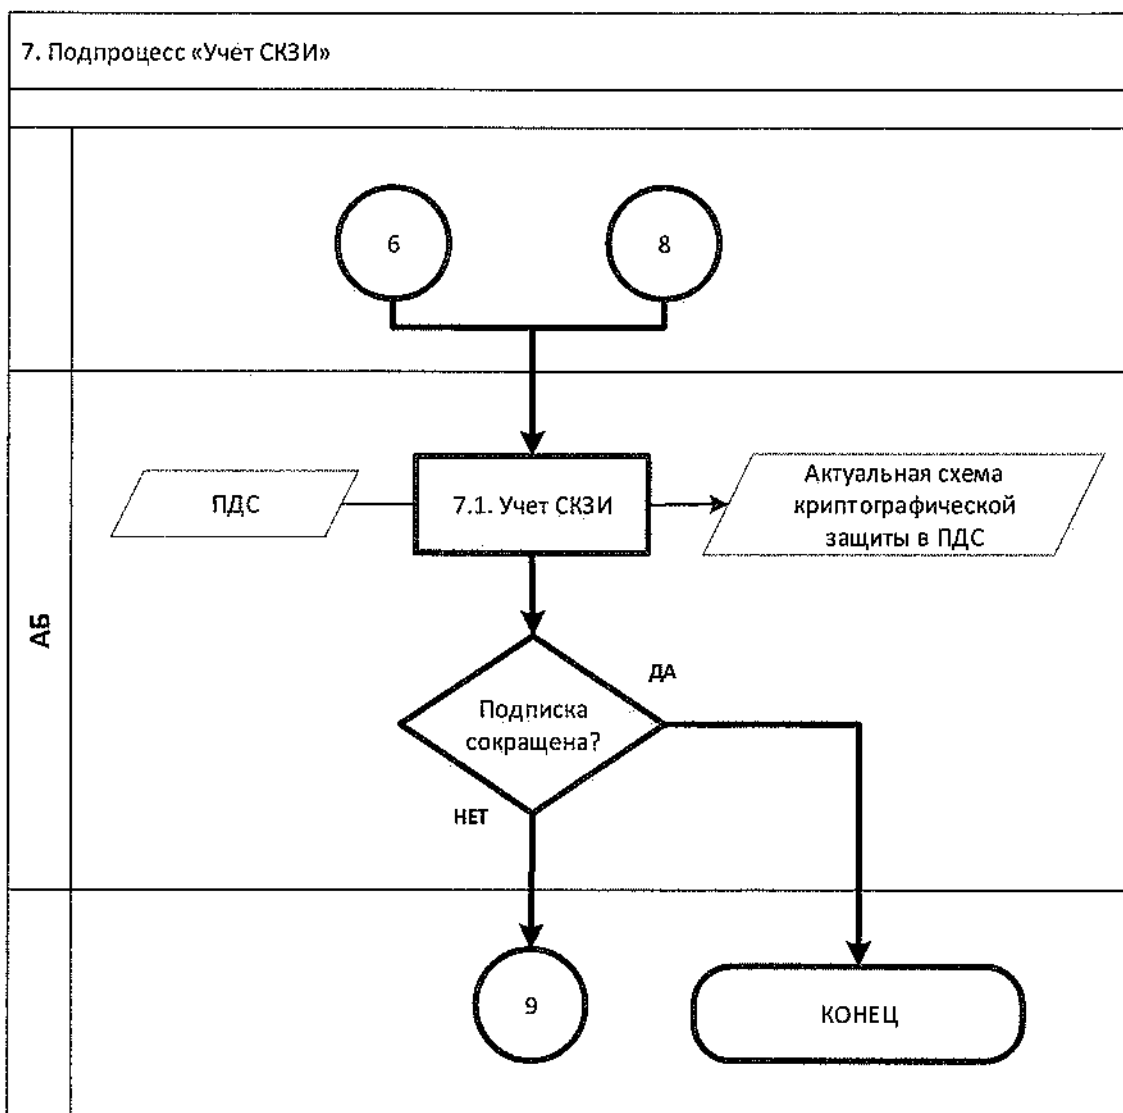 7. Подпроцесс «Учёт СКЗИ»
6
8
ПДС
7.1. Учет СКЗИ
Актуальная схема
криптографической
защиты в ПДС
АБ
ДА
Подписка
сокращена?
НЕТ
9
КОНЕЦ